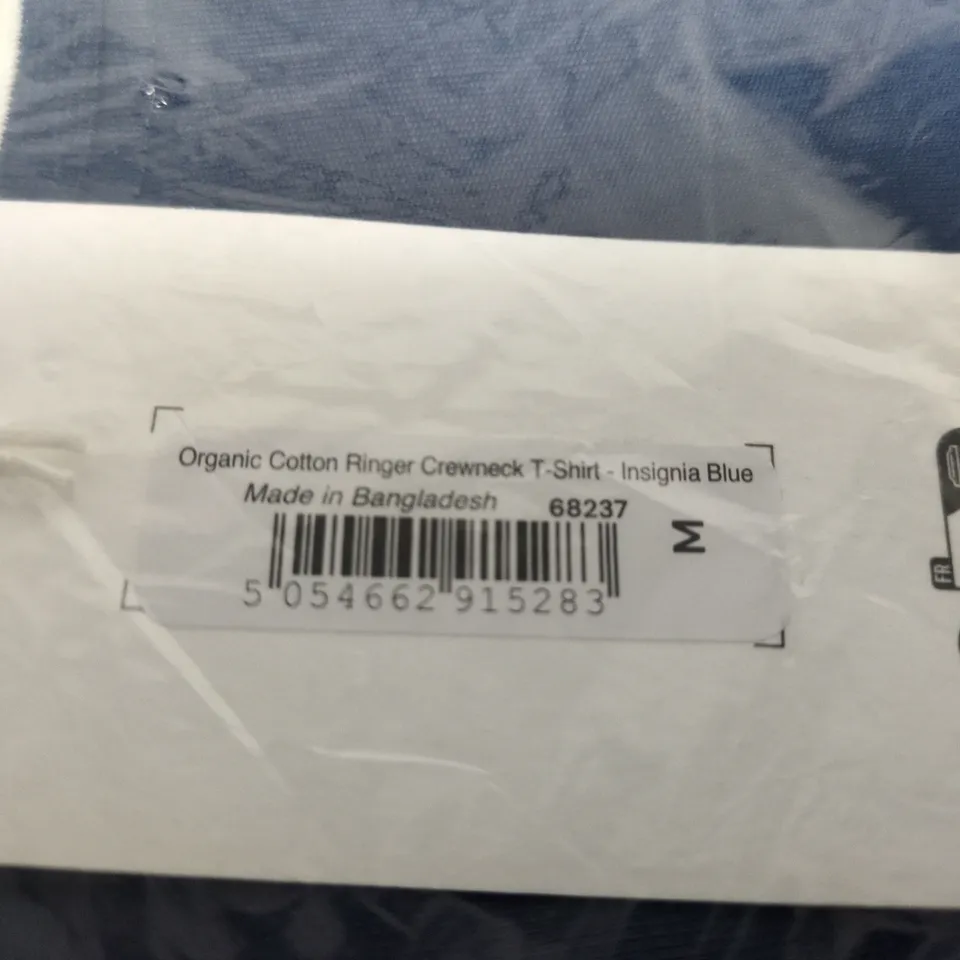 Organic Cotton Ringer Crewneck T-Shirt - Insignia Blue
Made in Bangladesh 68237
M
5 054662 915283
FR